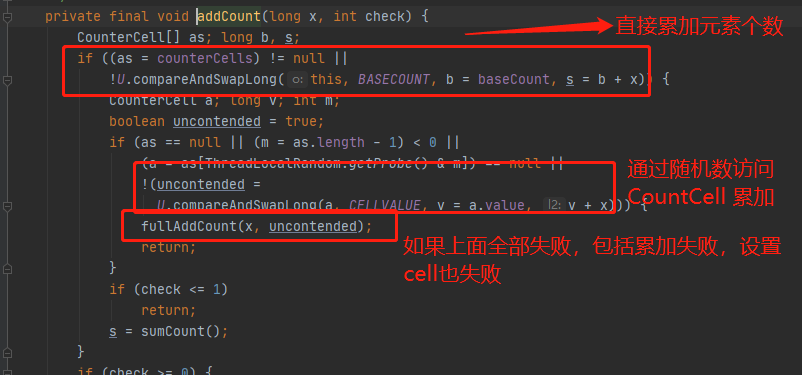 private final void addCount(long x, int check) {
直接累加元素个数
CounterCell[] as; long b, s;
if ((as = counterCells) != null ||
!U.compareAndSwapLong( o: this, BASECOUNT, b = baseCount, s = b + x)) {
CounterCell a; long v; int m;
boolean uncontended = true;
if (as == null || (m = as.length - 1) < 0 ||
(a = as[ThreadLocalRandom.getProbe() & m]) == null ||
!(uncontended =
U.compareAndSwapLong(a, CELLVALUE, v = a.value, l2: v + x))) {
通过随机数访问
CountCell 累加
fullAddCount(x, uncontended);
return;
如果上面全部失败，包括累加失败，设置
cell也失败
}
if (check <= 1)
return;
s = sumCount();
}
if (check >= 0) {